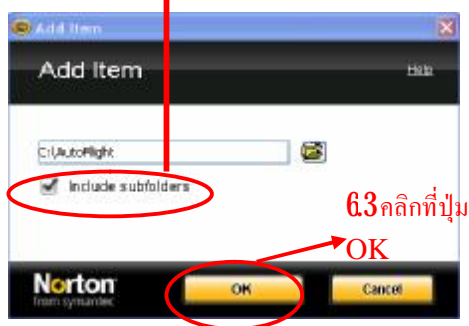 Add Item
Add Item
Help
C:\AutoFlight
Include subfolders
6.3คลิกที่ปุ่ม
OK
Norton
from symantec
OK
Cancel